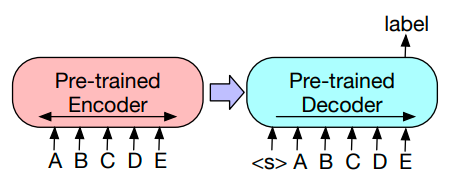 label
Pre-trained
Encoder
Pre-trained
Decoder
A B C D E
<s> A B C D E